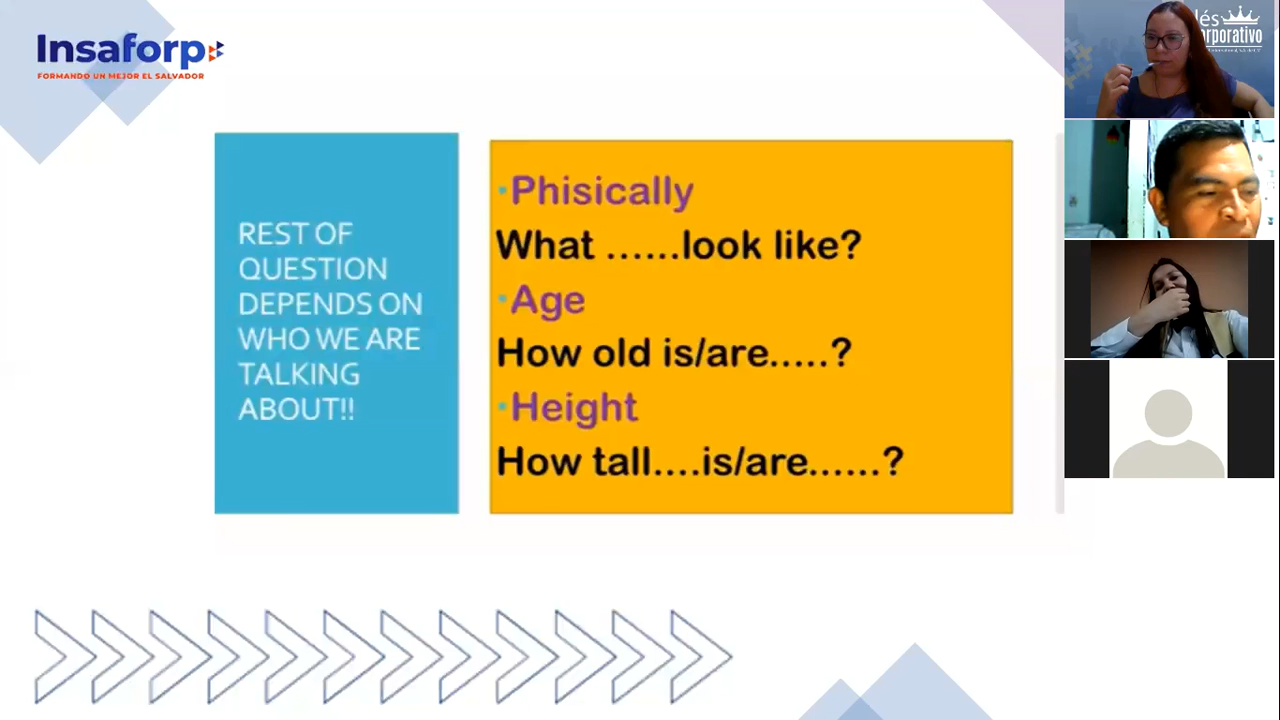 Insaforp
FORMANDO UN MEJOR EL SALVADOR
REST OF
QUESTION
DEPENDS ON
WHO WE ARE
TALKING
ABOUT!!
•Phisically
What ......look like?
•Age
How old is/are.....?
•Height
How tall....is/are......?